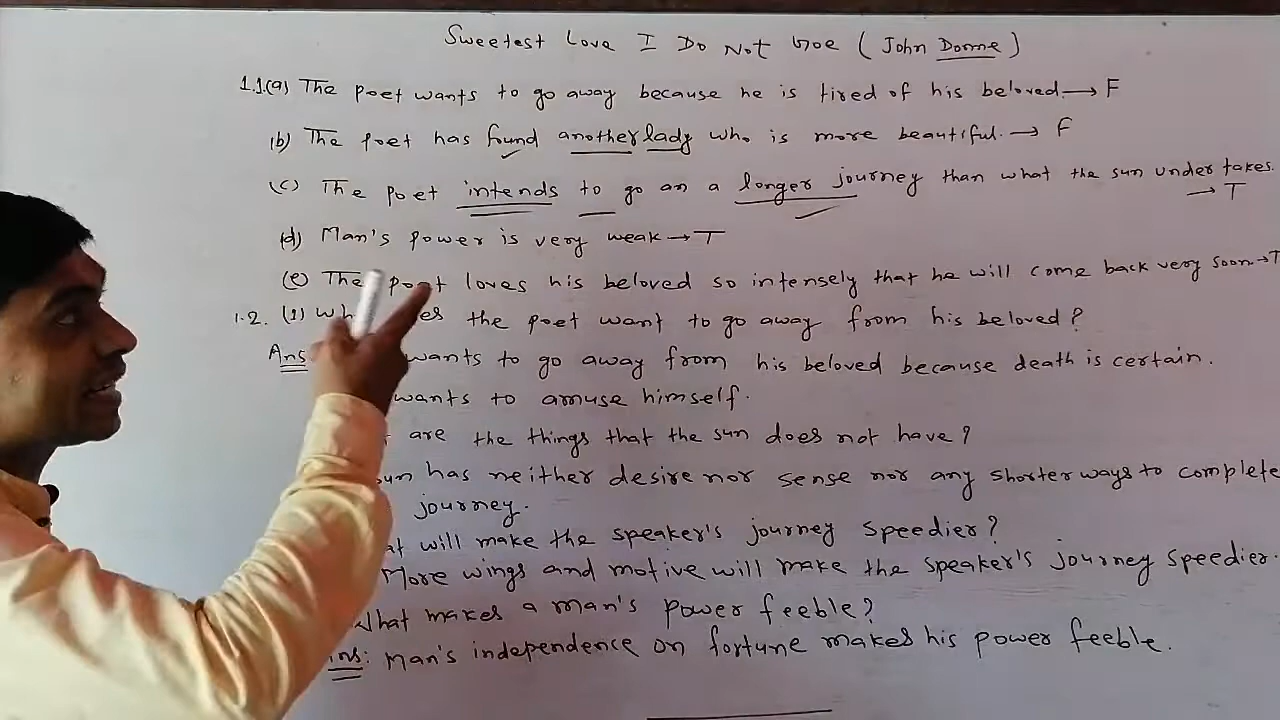 Sweetest Love I Do Not Goe (John Donne)
1.1(a) The poet wants to go away because he is tired of his beloved. → F
(b) The poet has found another lady who is more beautiful. → F
(c) The poet intends to go on a longer journey than what the sun undertakes.
→ T
(d) Man's power is very weak → T
(e) The poet loves his beloved so intensely that he will come back very soon. → T
1.2. (1) the poet want to go away from his beloved?
Ans wants to go away from his beloved because death is certain.
wants to amuse himself.
are the things that the sun does not have?
has neither desire nor sense nor any shorter ways to complete
journey.
will make the speaker's journey speedier?
More wings and motive will make the speaker's journey speedier.
What makes a man's power feeble?
Ans: Man's independence on fortune makes his power feeble.